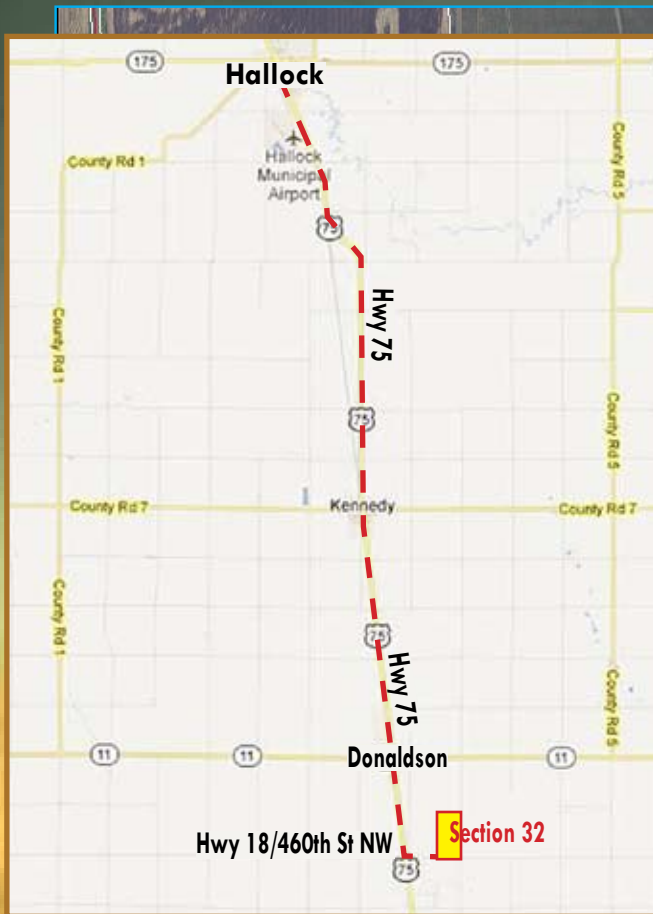 175
175
Hallock
Hallock
Municipal
Airport
County Rd 1
County Rd 5
75
Hwy 75
County Rd 1
75
County Rd 5
County Rd 7
Kennedy
County Rd 7
County Rd 1
75
Hwy 75
County Rd 5
11
11
Donaldson
11
Hwy 18/460th St NW
Section 32
75